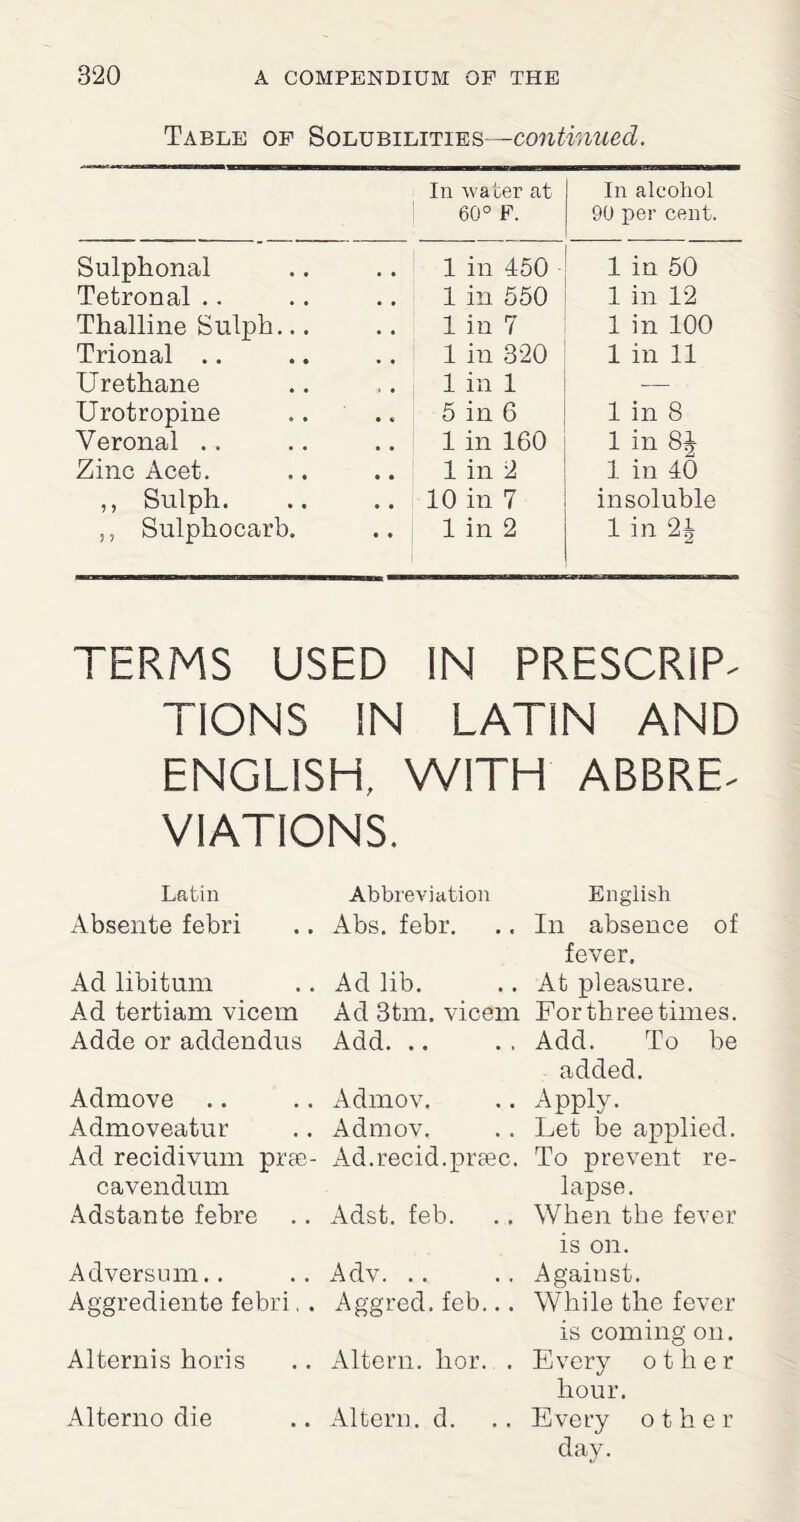 320 A COMPENDIUM OF THE
TABLE OF SOLUBILITIES—continued.
In water at In alcohol
60° F. 90 per cent.
Sulphonal .. .. 1 in 450 1 in 50
Tetronal .. .. .. 1 in 550 1 in 12
Thalline Sulph... .. 1 in 7 1 in 100
Trional .. .. .. 1 in 320 1 in 11
Urethane .. .. 1 in 1 —
Urotropine .. .. 5 in 6 1 in 8
Veronal .. .. .. 1 in 160 1 in 8½
Zinc Acet. .. .. 1 in 2 1 in 40
,, Sulph. .. .. 10 in 7 insoluble
,, Sulphocarb. .. 1 in 2 1 in 2½
TERMS USED IN PRESCRIP-
TIONS IN LATIN AND
ENGLISH, WITH ABBRE-
VIATIONS.
Latin Abbreviation English
Absente febri .. Abs. febr. .. In absence of
fever.
Ad libitum .. Ad lib. .. At pleasure.
Ad tertiam vicem Ad 3tm. vicem For three times.
Adde or addendus Add. .. .. Add. To be
added.
Admove .. .. Admov. .. Apply.
Admoveatur .. Admov. .. Let be applied.
Ad recidivum præ- Ad.recid.præc. To prevent re-
cavendum lapse.
Adstante febre .. Adst. feb. .. When the fever
is on.
Adversum.. .. Adv. .. .. Against.
Aggrediente febri.. Aggred. feb... While the fever
is coming on.
Alternis horis .. Altern. hor. . Every other
hour.
Alterno die .. Altern. d. .. Every other
day.